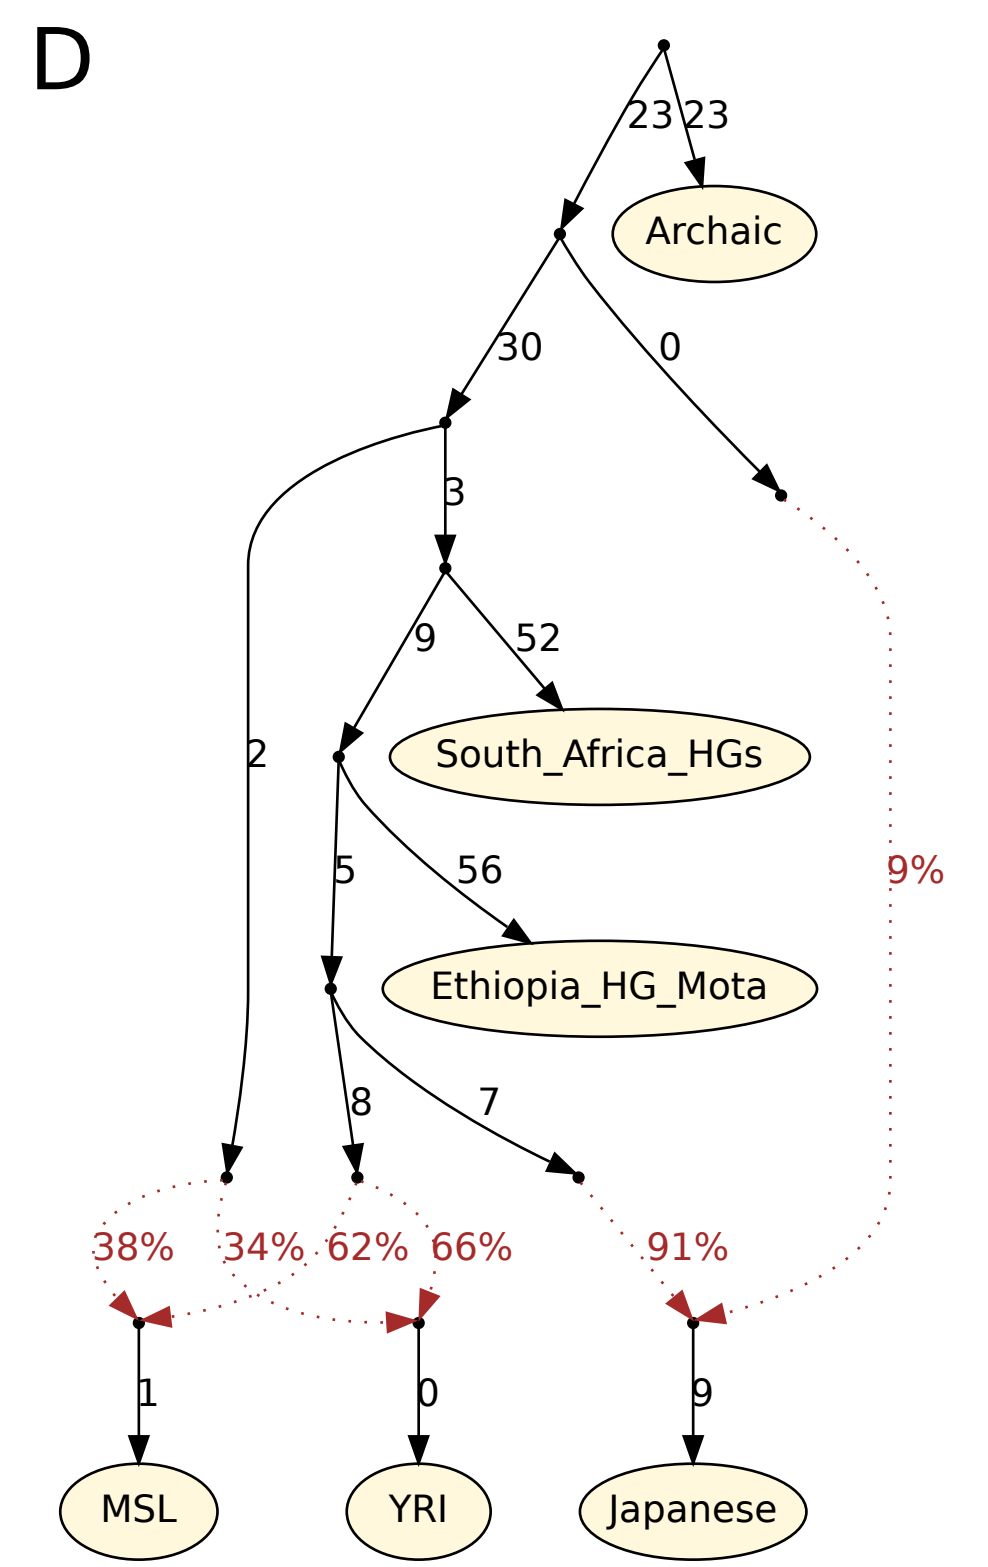 D
23 23
Archaic
30 0
3
9 52
2 South_Africa_HGs
5 56 9%
Ethiopia_HG_Mota
8 7
38% 34% 62% 66% 91%
1 0 9
MSL YRI Japanese